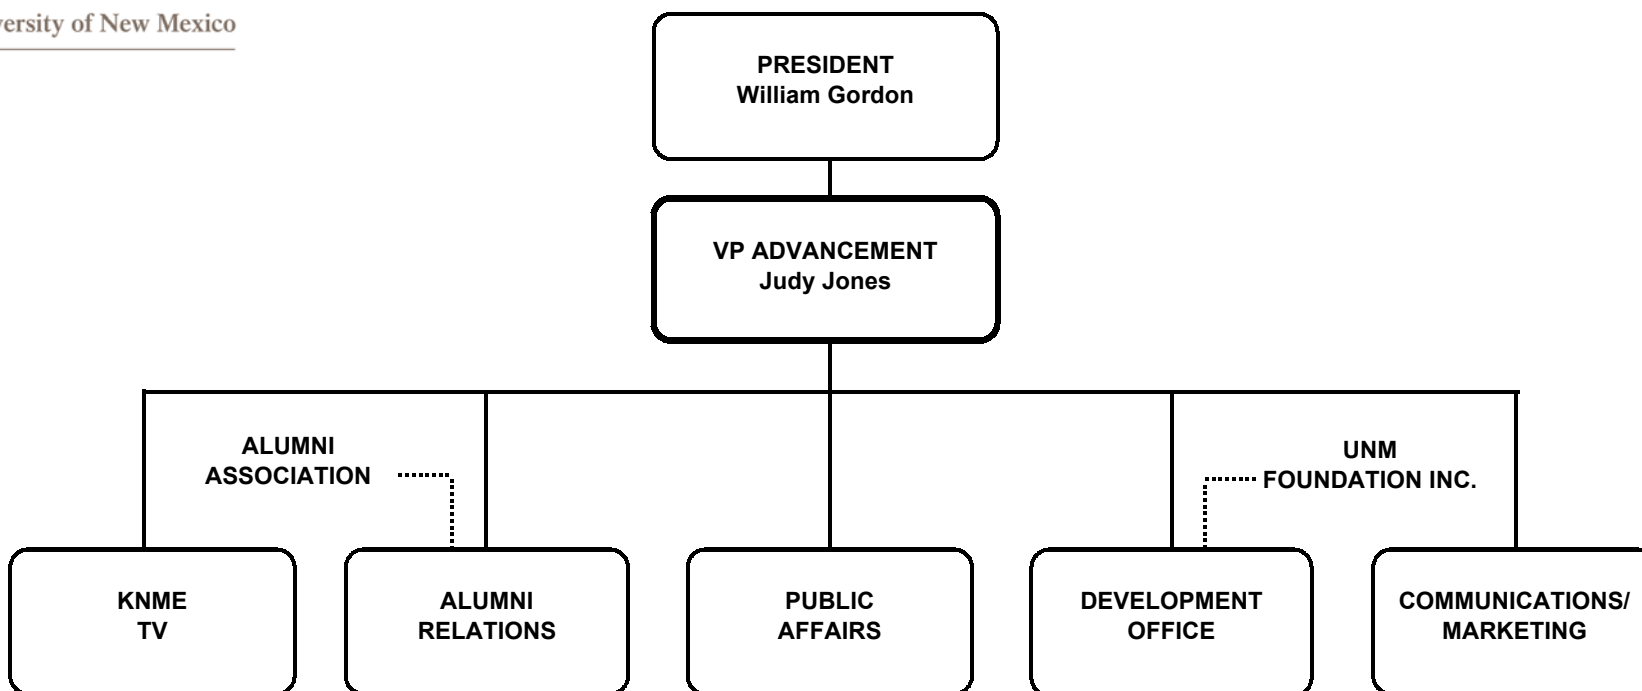 of New Mexico
PRESIDENT
William Gordon
VP ADVANCEMENT
Judy Jones
ALUMNI
ASSOCIATION
UNM
FOUNDATION INC.
KNME
TV
ALUMNI
RELATIONS
PUBLIC
AFFAIRS
DEVELOPMENT
OFFICE
COMMUNICATIONS/
MARKETING